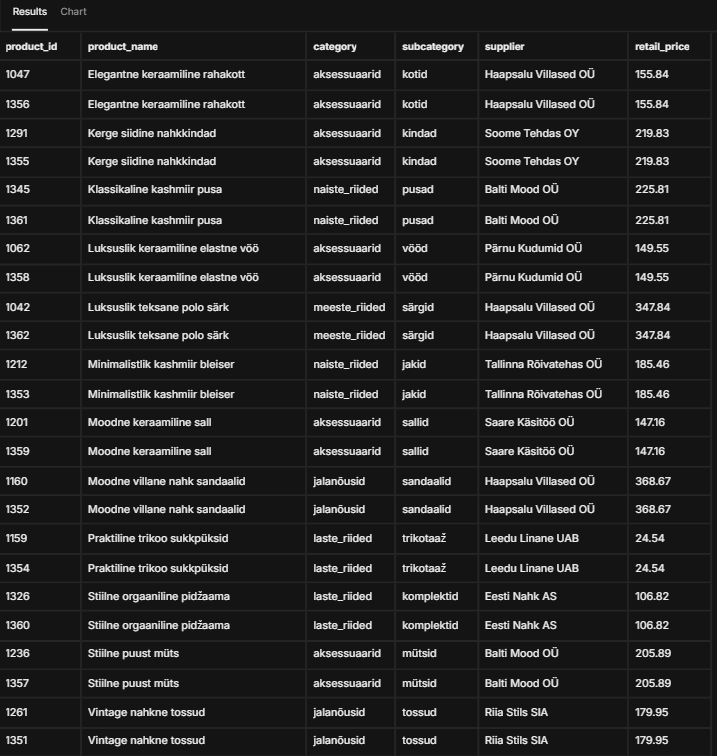 Results Chart
product_id product_name category subcategory supplier retail_price
1047 Elegantne keraamiline rahakott aksessuaarid kotid Haapsalu Villased OÜ 155.84
1356 Elegantne keraamiline rahakott aksessuaarid kotid Haapsalu Villased OÜ 155.84
1291 Kerge siidine nahkkindad aksessuaarid kindad Soome Tehdas OY 219.83
1355 Kerge siidine nahkkindad aksessuaarid kindad Soome Tehdas OY 219.83
1345 Klassikaline kashmiir pusa naiste_riided pusad Balti Mood OÜ 225.81
1361 Klassikaline kashmiir pusa naiste_riided pusad Balti Mood OÜ 225.81
1062 Luksuslik keraamiline elastne vöö aksessuaarid vööd Pärnu Kudumid OÜ 149.55
1358 Luksuslik keraamiline elastne vöö aksessuaarid vööd Pärnu Kudumid OÜ 149.55
1042 Luksuslik teksane polo särk meeste_riided särgid Haapsalu Villased OÜ 347.84
1362 Luksuslik teksane polo särk meeste_riided särgid Haapsalu Villased OÜ 347.84
1212 Minimalistlik kashmiir bleiser naiste_riided jakid Tallinna Rõivatehas OÜ 185.46
1353 Minimalistlik kashmiir bleiser naiste_riided jakid Tallinna Rõivatehas OÜ 185.46
1201 Moodne keraamiline sall aksessuaarid sallid Saare Käsitöö OÜ 147.16
1359 Moodne keraamiline sall aksessuaarid sallid Saare Käsitöö OÜ 147.16
1160 Moodne villane nahk sandaalid jalanõusid sandaalid Haapsalu Villased OÜ 368.67
1352 Moodne villane nahk sandaalid jalanõusid sandaalid Haapsalu Villased OÜ 368.67
1159 Praktiline trikoo sukkpüksid laste_riided trikotaaž Leedu Linane UAB 24.54
1354 Praktiline trikoo sukkpüksid laste_riided trikotaaž Leedu Linane UAB 24.54
1326 Stiilne orgaaniline pidžaama laste_riided komplektid Eesti Nahk AS 106.82
1360 Stiilne orgaaniline pidžaama laste_riided komplektid Eesti Nahk AS 106.82
1236 Stiilne puust müts aksessuaarid mütsid Balti Mood OÜ 205.89
1357 Stiilne puust müts aksessuaarid mütsid Balti Mood OÜ 205.89
1261 Vintage nahkne tossud jalanõusid tossud Riia Stils SIA 179.95
1351 Vintage nahkne tossud jalanõusid tossud Riia Stils SIA 179.95